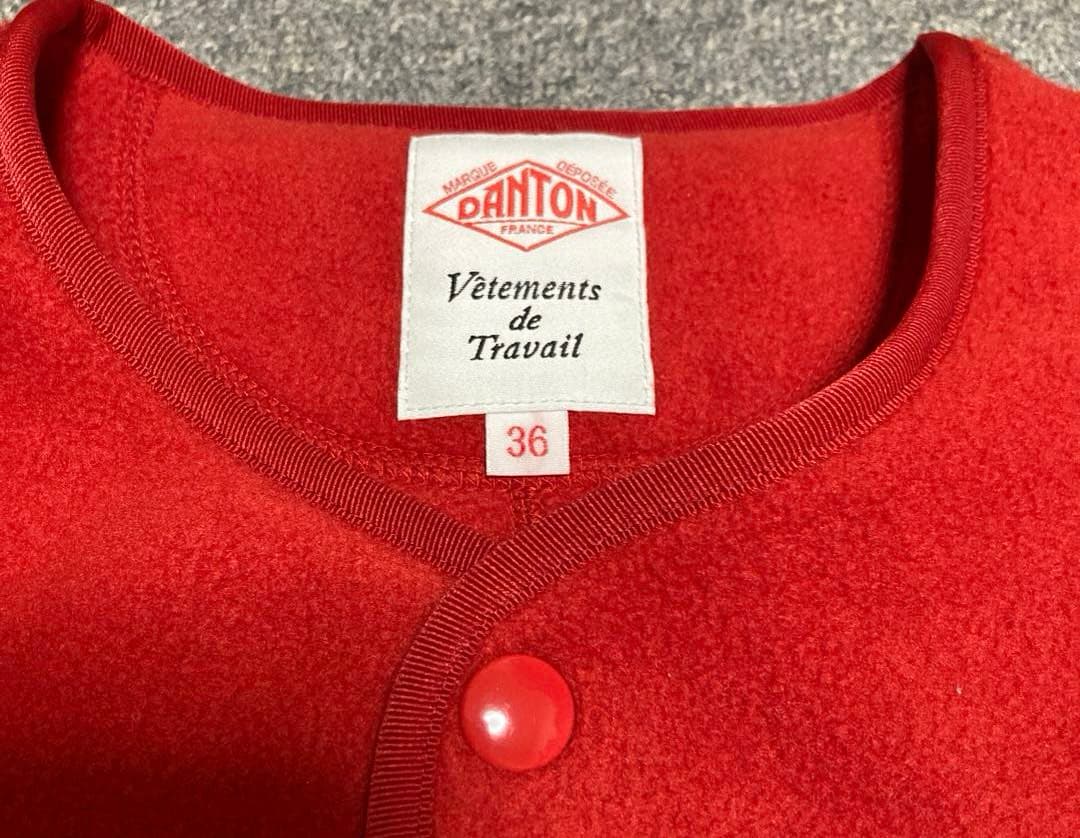 MARQUE DÉPOSÉE
DANTON
FRANCE
Vêtements
de
Travail
36